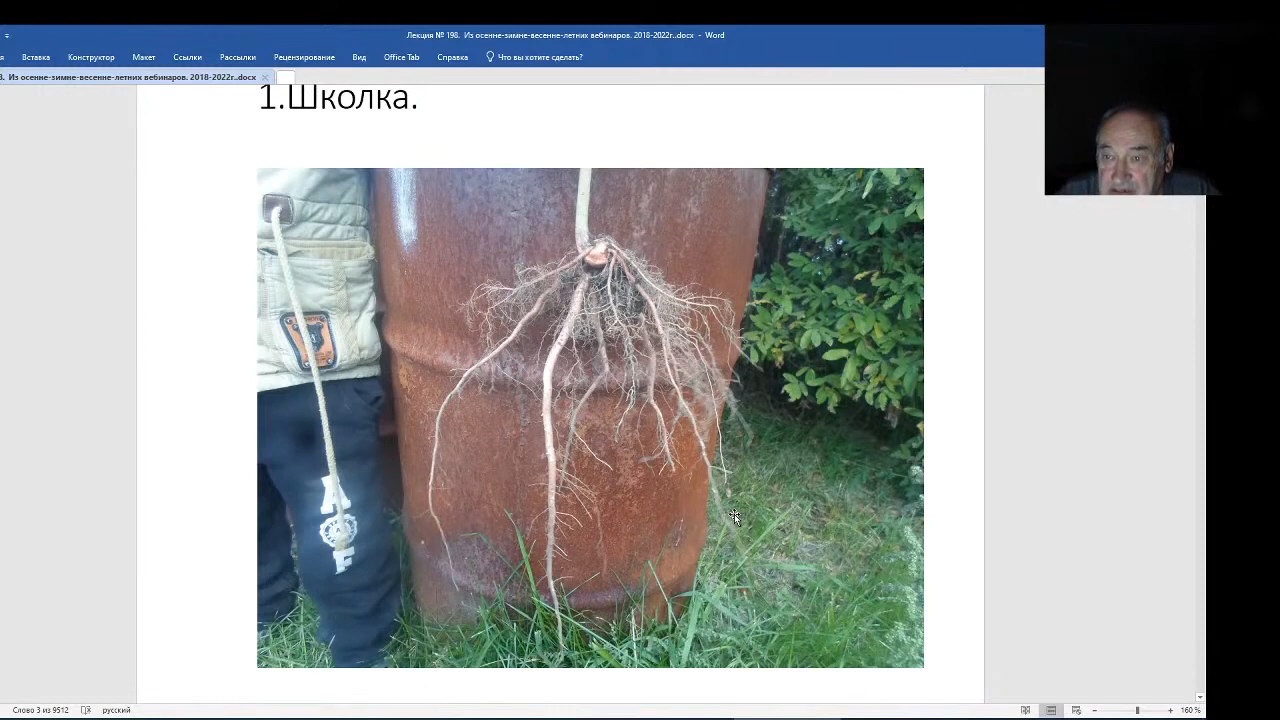 Лекция № 198.  Из осенне-зимне-весенне-летних вебинаров. 2018-2022г..docx  -  Word
я Вставка Конструктор Макет Ссылки Рассылки Рецензирование Вид Office Tab Справка Что вы хотите сделать?
8.  Из осенне-зимне-весенне-летних вебинаров. 2018-2022г..docx
1.Школка.
A
F
Слово 3 из 9512 русский 160 %